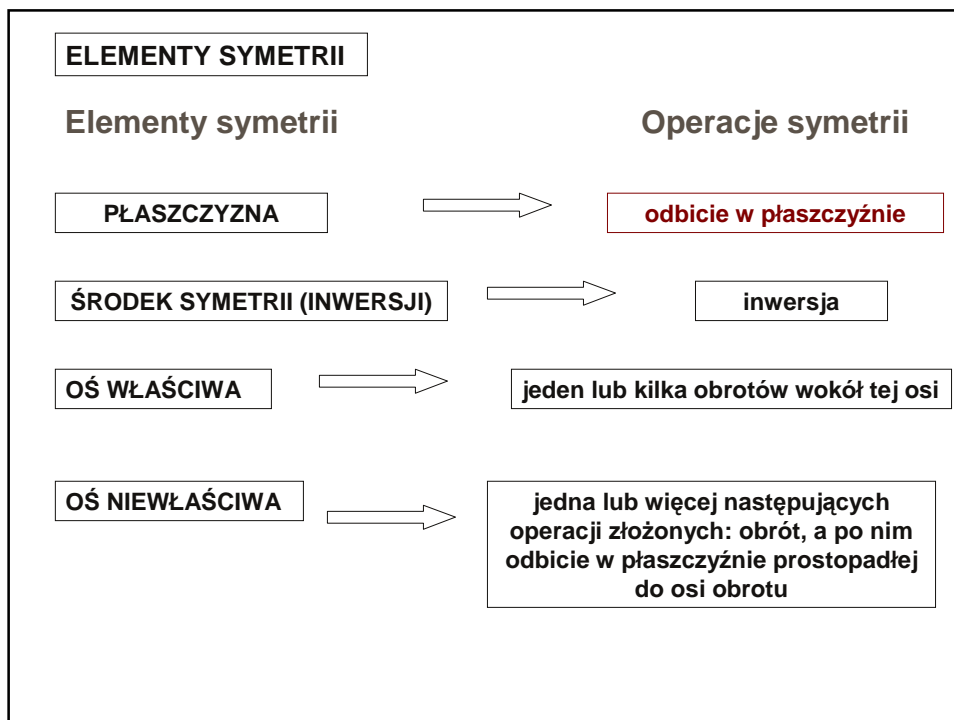 ELEMENTY SYMETRII
Elementy symetrii
Operacje symetrii
PŁASZCZYZNA
odbicie w płaszczyźnie
ŚRODEK SYMETRII (INWERSJI)
inwersja
OŚ WŁAŚCIWA
jeden lub kilka obrotów wokół tej osi
OŚ NIEWŁAŚCIWA
jedna lub więcej następujących
operacji złożonych: obrót, a po nim
odbicie w płaszczyźnie prostopadłej
do osi obrotu